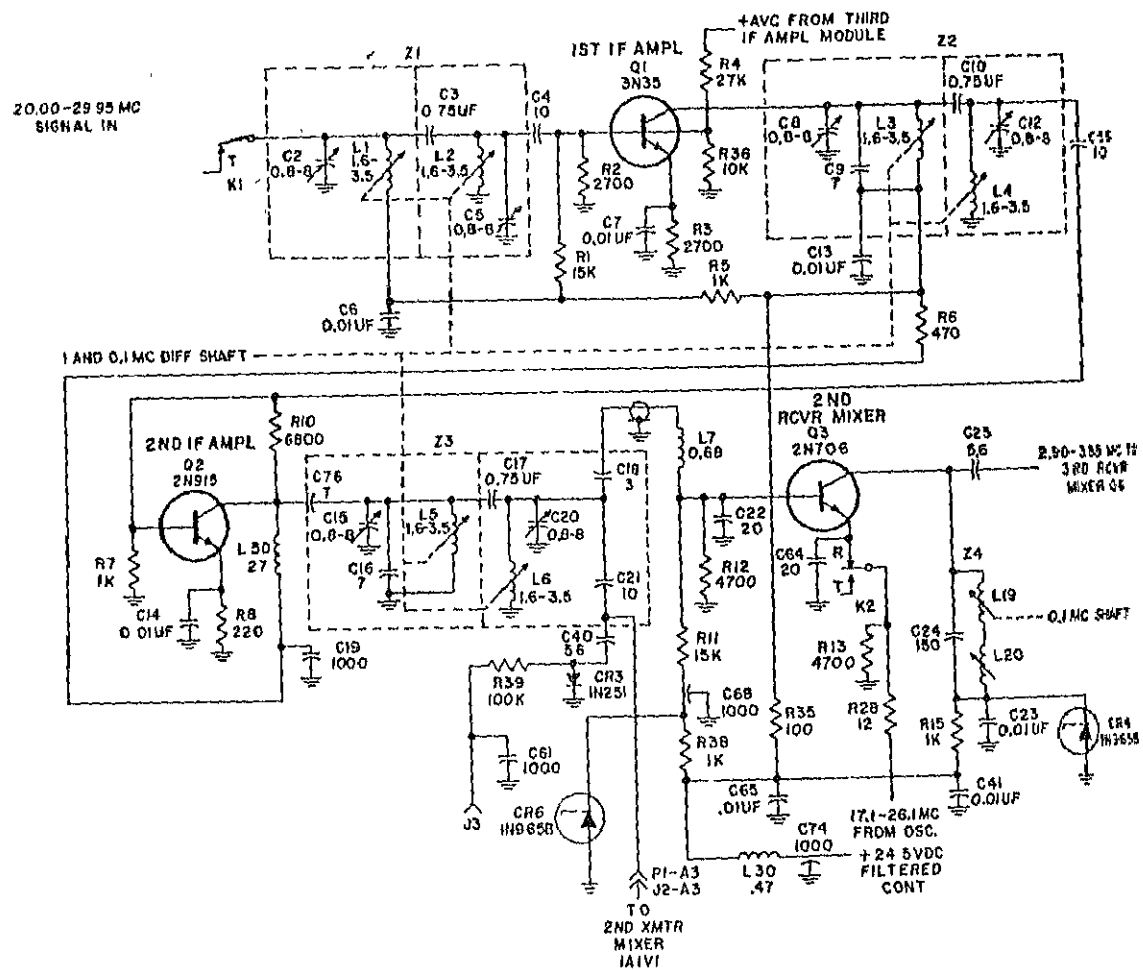 +AVC FROM THIRD
IF AMPL MODULE
Z1
1ST IF AMPL
Q1
3N35
R4
27K
Z2
C10
0.75UF
20.00-29.95 MC
SIGNAL IN
C3
0.75UF
C4
10
T
K1
C2
0.8-8
L1
1.6-
3.5
L2
1.6-3.5
C5
0.8-8
R2
2700
R36
10K
C8
0.8-8
L3
1.6-3.5
C9
7
C12
0.8-8
L4
1.6-3.5
10
C7
0.01UF
R3
2700
R1
15K
R5
1K
C13
0.01UF
C6
0.01UF
R6
470
1 AND 0.1 MC DIFF SHAFT
R10
6800
2ND IF AMPL
Q2
2N915
Z3
C76
7
C17
0.75UF
C18
3
L7
0.68
2ND
RCVR MIXER
Q3
2N706
C25
56
MC TO
3RD RCVR
MIXER
C15
0.8-8
L5
1.6-3.5
C20
0.8-8
C22
20
R7
1K
L30
27
C16
7
L6
1.6-3.5
C21
10
R12
4700
C64
20
R
T
K2
Z4
L19
0.1 MC SHAFT
C14
0.01UF
R8
220
C19
1000
C40
56
R39
100K
CR3
1N251
R11
15K
R13
4700
C24
150
L20
C68
1000
R35
100
R28
12
R15
1K
C23
0.01UF
CR4
1N965B
C61
1000
R38
1K
J3
CR6
1N965B
C65
.01UF
C41
0.01UF
17.1-26.1MC
FROM OSC.
C74
1000
+24.5VDC
FILTERED
CONT
L30
.47
P1-A3
J2-A3
TO
2ND XMTR
MIXER
1A1V1